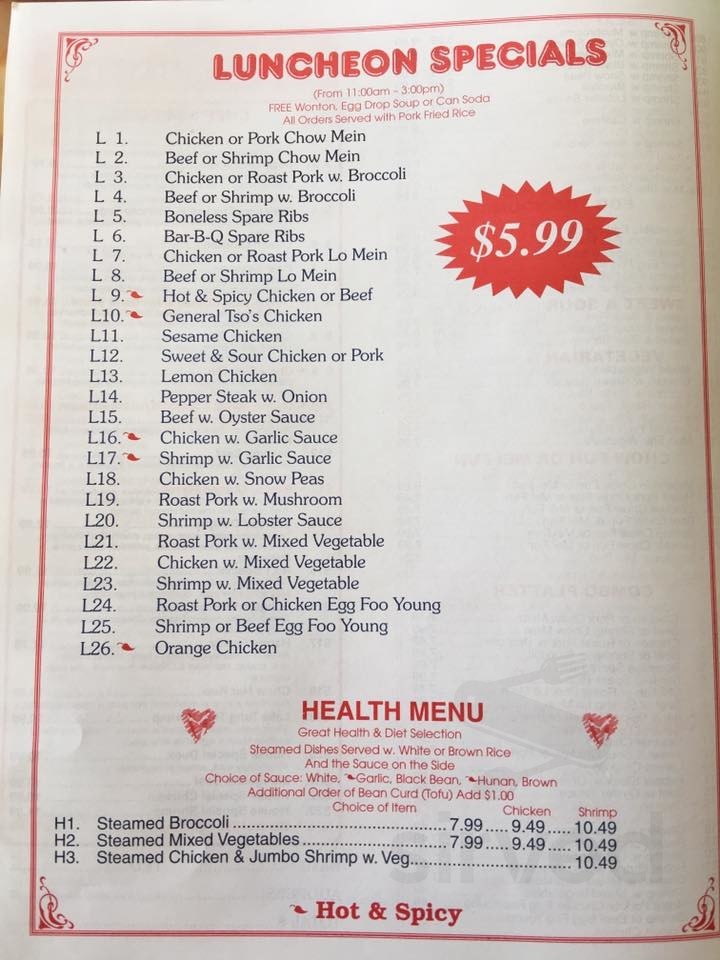 LUNCHEON SPECIALS
(From 11:00am - 3:00pm)
FREE Wonton, Egg Drop Soup or Can Soda
All Orders Served with Pork Fried Rice
L 1. Chicken or Pork Chow Mein
L 2. Beef or Shrimp Chow Mein
L 3. Chicken or Roast Pork w. Broccoli
L 4. Beef or Shrimp w. Broccoli
L 5. Boneless Spare Ribs
L 6. Bar-B-Q Spare Ribs
L 7. Chicken or Roast Pork Lo Mein
L 8. Beef or Shrimp Lo Mein
L 9. Hot & Spicy Chicken or Beef
L10. General Tso's Chicken
L11. Sesame Chicken
L12. Sweet & Sour Chicken or Pork
L13. Lemon Chicken
L14. Pepper Steak w. Onion
L15. Beef w. Oyster Sauce
L16. Chicken w. Garlic Sauce
L17. Shrimp w. Garlic Sauce
L18. Chicken w. Snow Peas
L19. Roast Pork w. Mushroom
L20. Shrimp w. Lobster Sauce
L21. Roast Pork w. Mixed Vegetable
L22. Chicken w. Mixed Vegetable
L23. Shrimp w. Mixed Vegetable
L24. Roast Pork or Chicken Egg Foo Young
L25. Shrimp or Beef Egg Foo Young
L26. Orange Chicken
$5.99
HEALTH MENU
Great Health & Diet Selection
Steamed Dishes Served w. White or Brown Rice
And the Sauce on the Side
Choice of Sauce: White, Garlic, Black Bean, Hunan, Brown
Additional Order of Bean Curd (Tofu) Add $1.00
Choice of Item Chicken Shrimp
H1. Steamed Broccoli 7.99 9.49 10.49
H2. Steamed Mixed Vegetables 7.99 9.49 10.49
H3. Steamed Chicken & Jumbo Shrimp w. Veg. 10.49
Hot & Spicy